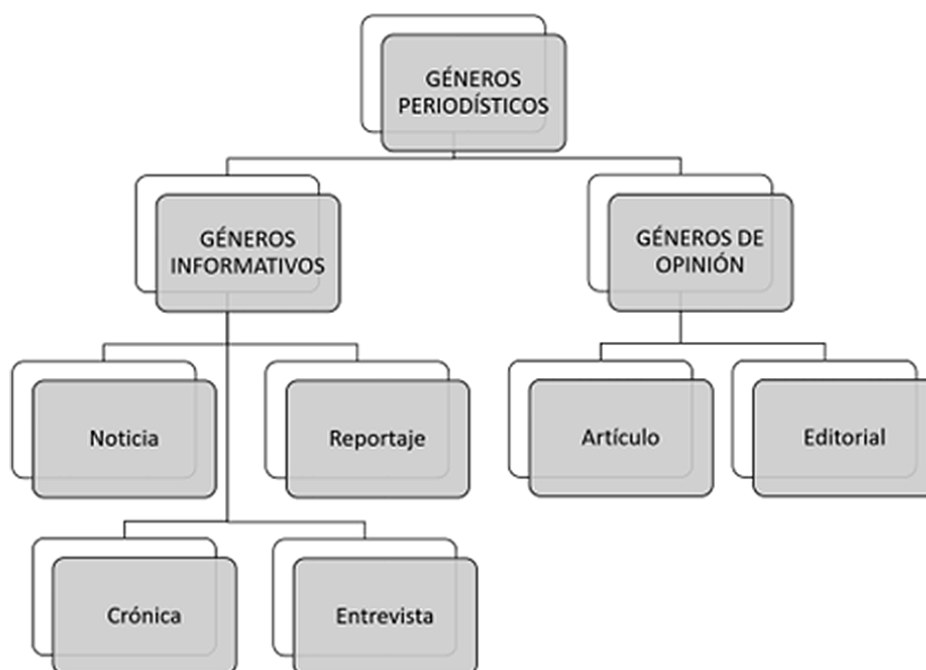 GÉNEROS
PERIODÍSTICOS
GÉNEROS
INFORMATIVOS
GÉNEROS DE
OPINIÓN
Noticia
Reportaje
Artículo
Editorial
Crónica
Entrevista